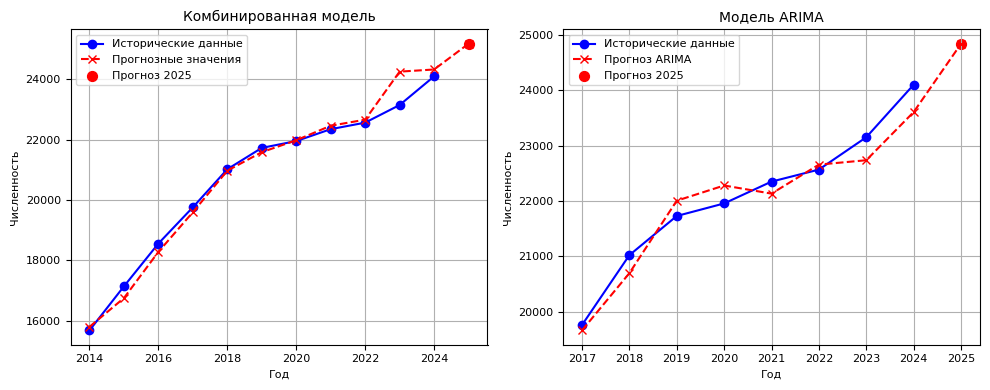 Комбинированная модель
Исторические данные
Прогнозные значения
Прогноз 2025
Численность
24000
22000
20000
18000
16000
2014
2016
2018
2020
2022
2024
Год
Модель ARIMA
Исторические данные
Прогноз ARIMA
Прогноз 2025
Численность
25000
24000
23000
22000
21000
20000
2017
2018
2019
2020
2021
2022
2023
2024
2025
Год